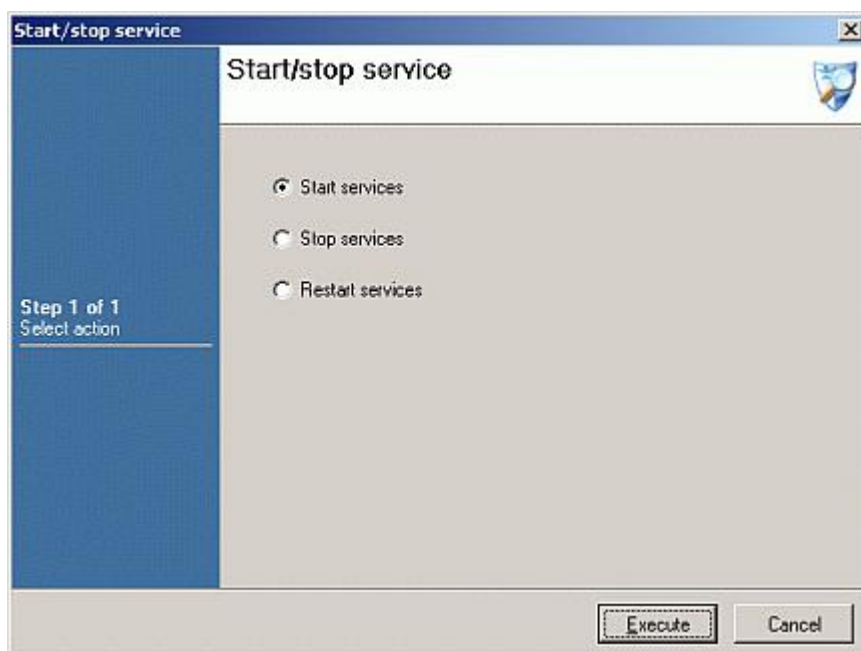 Start/stop service
Start/stop service
Start services
Stop services
Restart services
Step 1 of 1
Select action
Execute
Cancel